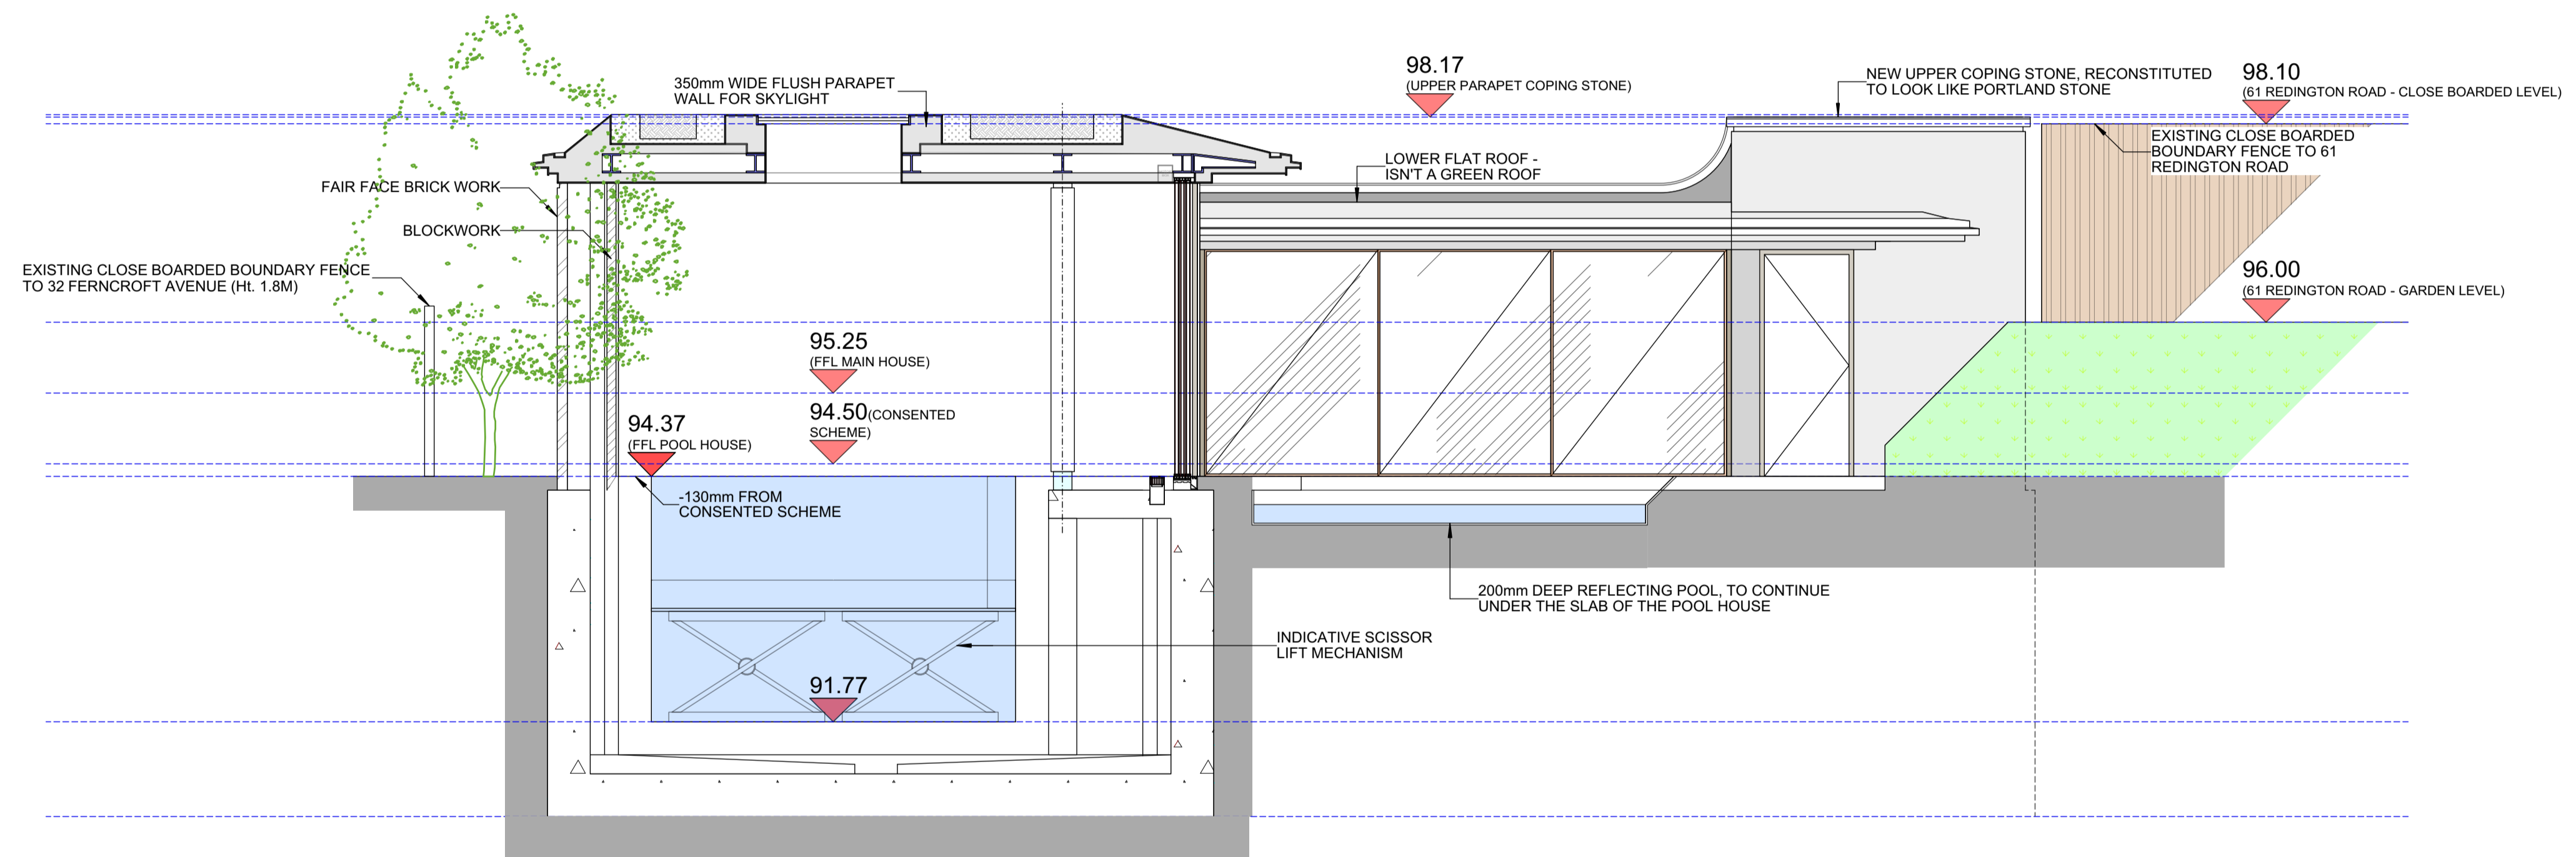 350mm WIDE FLUSH PARAPET
WALL FOR SKYLIGHT
98.17
(UPPER PARAPET COPING STONE)
NEW UPPER COPING STONE, RECONSTITUTED
TO LOOK LIKE PORTLAND STONE
98.10
(61 REDINGTON ROAD - CLOSE BOARDED LEVEL)
EXISTING CLOSE BOARDED
BOUNDARY FENCE TO 61
REDINGTON ROAD
LOWER FLAT ROOF -
ISN'T A GREEN ROOF
FAIR FACE BRICK WORK
BLOCKWORK
EXISTING CLOSE BOARDED BOUNDARY FENCE
TO 32 FERNCROFT AVENUE (Ht. 1.8M)
96.00
(61 REDINGTON ROAD - GARDEN LEVEL)
95.25
(FFL MAIN HOUSE)
94.50(CONSENTED
SCHEME)
94.37
(FFL POOL HOUSE)
-130mm FROM
CONSENTED SCHEME
200mm DEEP REFLECTING POOL, TO CONTINUE
UNDER THE SLAB OF THE POOL HOUSE
INDICATIVE SCISSOR
LIFT MECHANISM
91.77